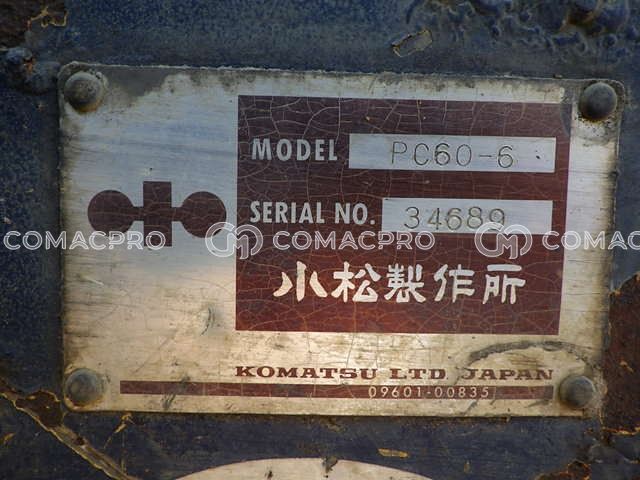 MODEL PC60-6
SERIAL NO. 34689
COMACPRO COMACPRO COMAC
小松製作所
KOMATSU LTD JAPAN
09601-00835